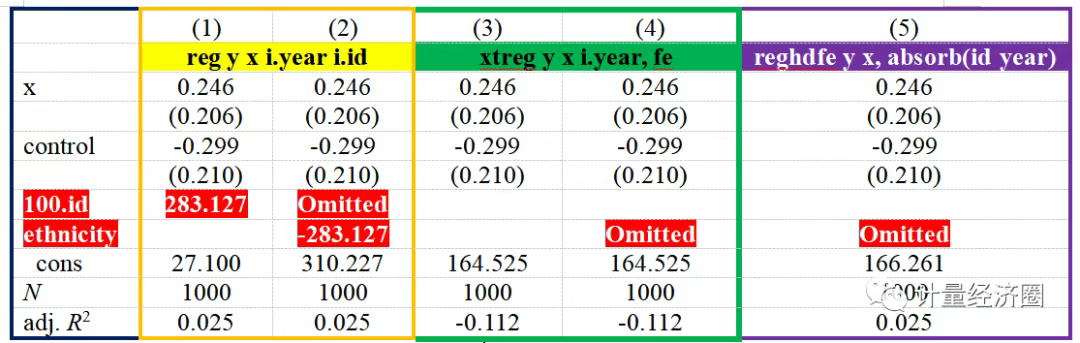 (1) (2) (3) (4) (5)
reg y x i.year i.id xtreg y x i.year, fe reghdfe y x, absorb(id year)
x 0.246 0.246 0.246 0.246 0.246
(0.206) (0.206) (0.206) (0.206) (0.206)
control -0.299 -0.299 -0.299 -0.299 -0.299
(0.210) (0.210) (0.210) (0.210) (0.210)
100.id 283.127 Omitted
ethnicity -283.127 Omitted Omitted
cons 27.100 310.227 164.525 164.525 166.261
N 1000 1000 1000 1000 1000
adj. R² 0.025 0.025 -0.112 -0.112 0.025
计量经济圈